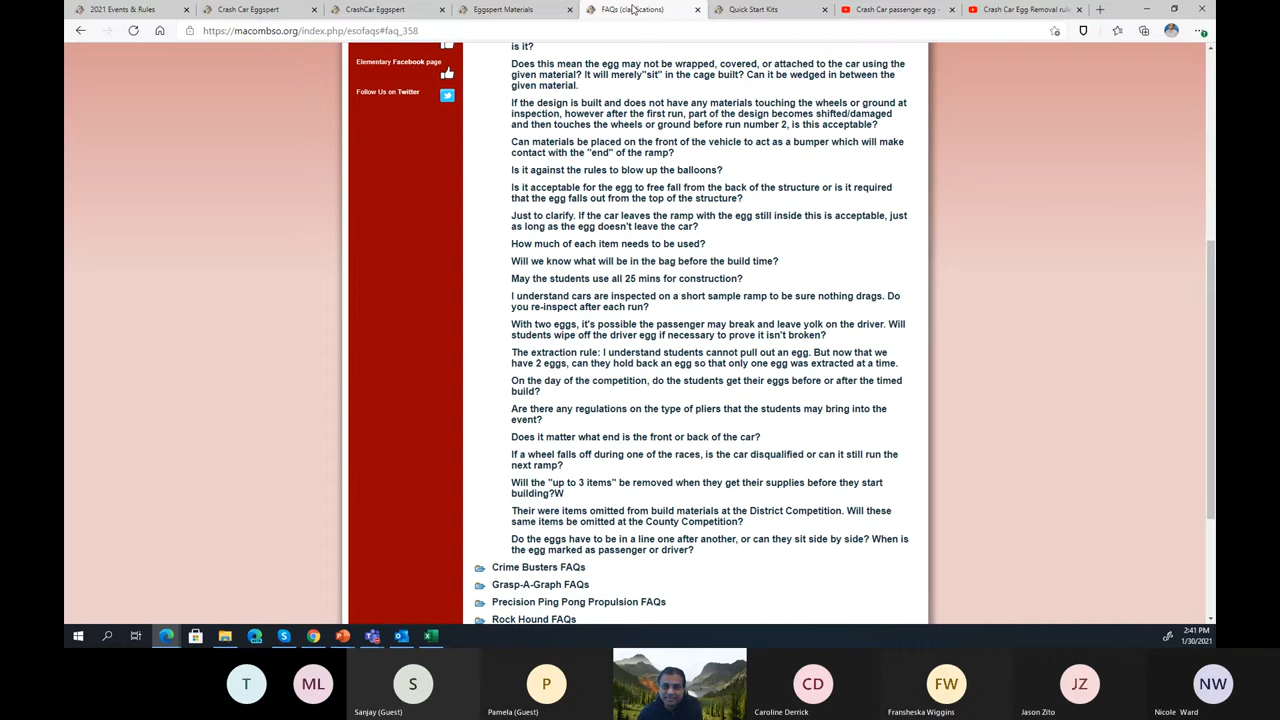 2021 Events & Rules
Crash Car Eggspert
CrashCar Eggspert
Eggspert Materials
FAQs (clarifications)
Quick Start Kits
Crash Car passenger egg -
Crash Car Egg Removal rule
https://macombso.org/index.php/esofaqs#faq_358
Elementary Facebook page
Follow Us on Twitter
is it?
Does this mean the egg may not be wrapped, covered, or attached to the car using the
given material? It will merely"sit" in the cage built? Can it be wedged in between the
given material.
If the design is built and does not have any materials touching the wheels or ground at
inspection, however after the first run, part of the design becomes shifted/damaged
and then touches the wheels or ground before run number 2, is this acceptable?
Can materials be placed on the front of the vehicle to act as a bumper which will make
contact with the "end" of the ramp?
Is it against the rules to blow up the balloons?
Is it acceptable for the egg to free fall from the back of the structure or is it required
that the egg falls out from the top of the structure?
Just to clarify. If the car leaves the ramp with the egg still inside this is acceptable, just
as long as the egg doesn't leave the car?
How much of each item needs to be used?
Will we know what will be in the bag before the build time?
May the students use all 25 mins for construction?
I understand cars are inspected on a short sample ramp to be sure nothing drags. Do
you re-inspect after each run?
With two eggs, it's possible the passenger may break and leave yolk on the driver. Will
students wipe off the driver egg if necessary to prove it isn't broken?
The extraction rule: I understand students cannot pull out an egg. But now that we
have 2 eggs, can they hold back an egg so that only one egg was extracted at a time.
On the day of the competition, do the students get their eggs before or after the timed
build?
Are there any regulations on the type of pliers that the students may bring into the
event?
Does it matter what end is the front or back of the car?
If a wheel falls off during one of the races, is the car disqualified or can it still run the
next ramp?
Will the "up to 3 items" be removed when they get their supplies before they start
building?W
Their were items omitted from build materials at the District Competition. Will these
same items be omitted at the County Competition?
Do the eggs have to be in a line one after another, or can they sit side by side? When is
the egg marked as passenger or driver?
Crime Busters FAQs
Grasp-A-Graph FAQs
Precision Ping Pong Propulsion FAQs
Rock Hound FAQs
2:41 PM
1/30/2021
T
ML
S
P
CD
FW
JZ
NW
Sanjay (Guest)
Pamela (Guest)
Caroline Derrick
Fransheska Wiggins
Jason Zito
Nicole Ward